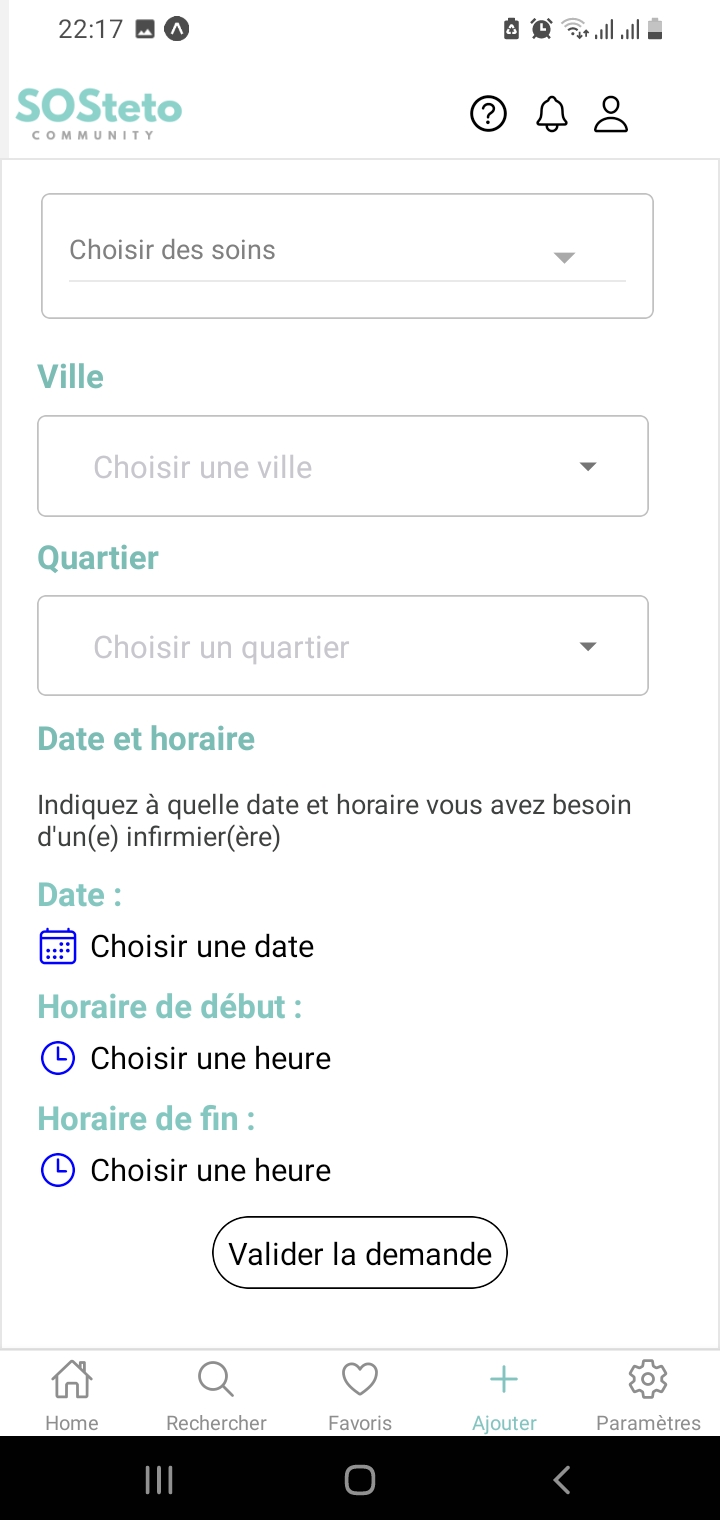 22:17
SOSteto
COMMUNITY
Choisir des soins
Ville
Choisir une ville
Quartier
Choisir un quartier
Date et horaire
Indiquez à quelle date et horaire vous avez besoin
d'un(e) infirmier(ère)
Date :
Choisir une date
Horaire de début :
Choisir une heure
Horaire de fin :
Choisir une heure
Valider la demande
Home Rechercher Favoris Ajouter Paramètres